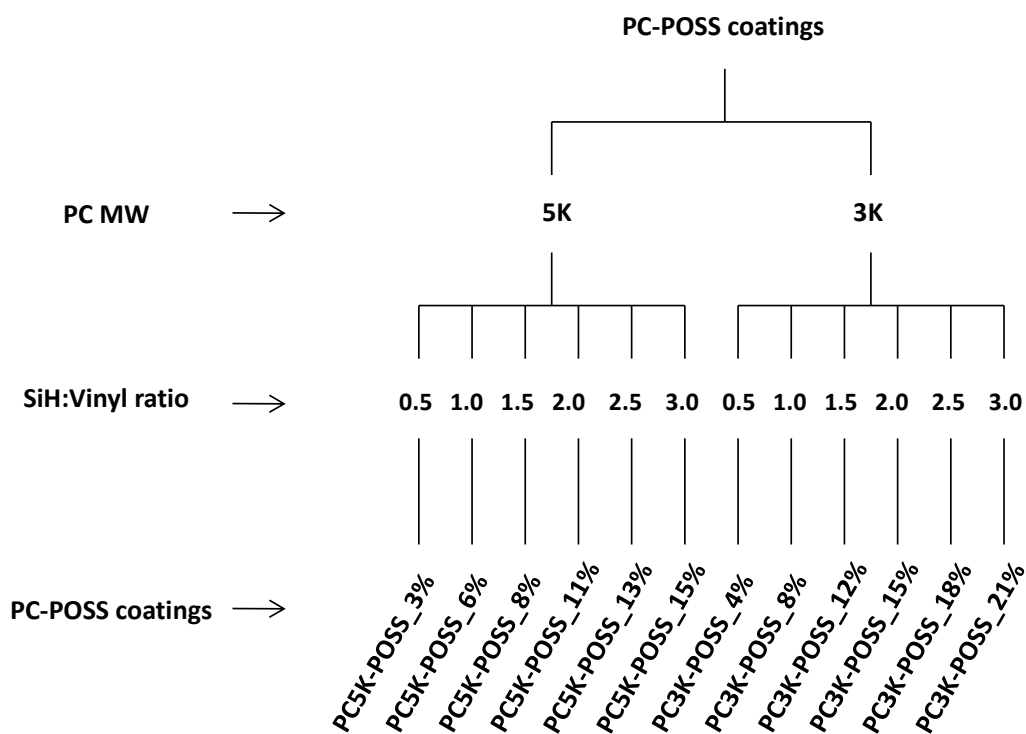 PC-POSS coatings
PC MW
5K
3K
SiH:Vinyl ratio
0.5 1.0 1.5 2.0 2.5 3.0 0.5 1.0 1.5 2.0 2.5 3.0
PC-POSS coatings
PC5K-POSS_3%
PC5K-POSS_6%
PC5K-POSS_8%
PC5K-POSS_11%
PC5K-POSS_13%
PC5K-POSS_15%
PC3K-POSS_4%
PC3K-POSS_8%
PC3K-POSS_12%
PC3K-POSS_15%
PC3K-POSS_18%
PC3K-POSS_21%